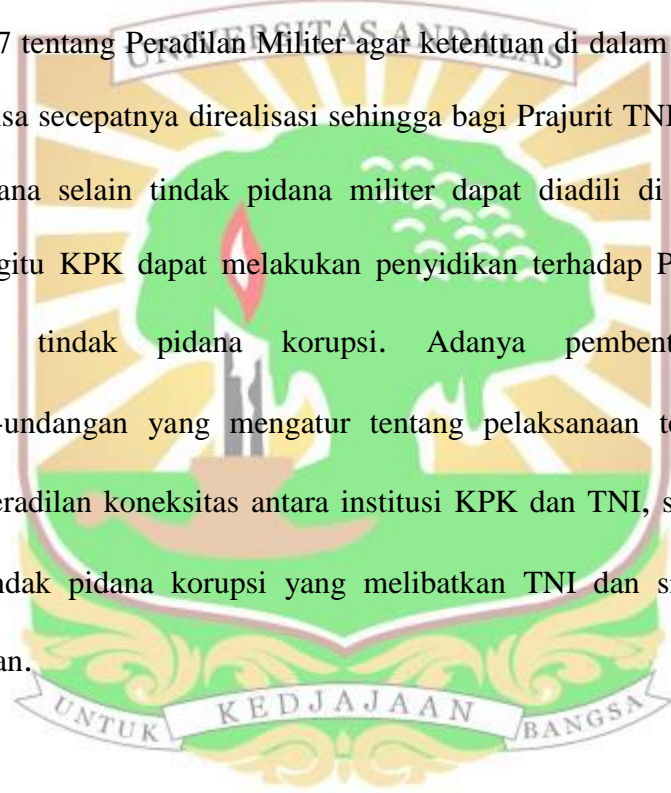 UNIVERSITAS ANDALAS
7 tentang Peradilan Militer agar ketentuan di dalam
sa secepatnya direalisasi sehingga bagi Prajurit TNI
ana selain tindak pidana militer dapat diadili di
gitu KPK dapat melakukan penyidikan terhadap P
tindak pidana korupsi. Adanya pembent
-undangan yang mengatur tentang pelaksanaan te
eradilan koneksitas antara institusi KPK dan TNI, s
ndak pidana korupsi yang melibatkan TNI dan si
an.
UNTUK KEDJAJAAN BANGSA